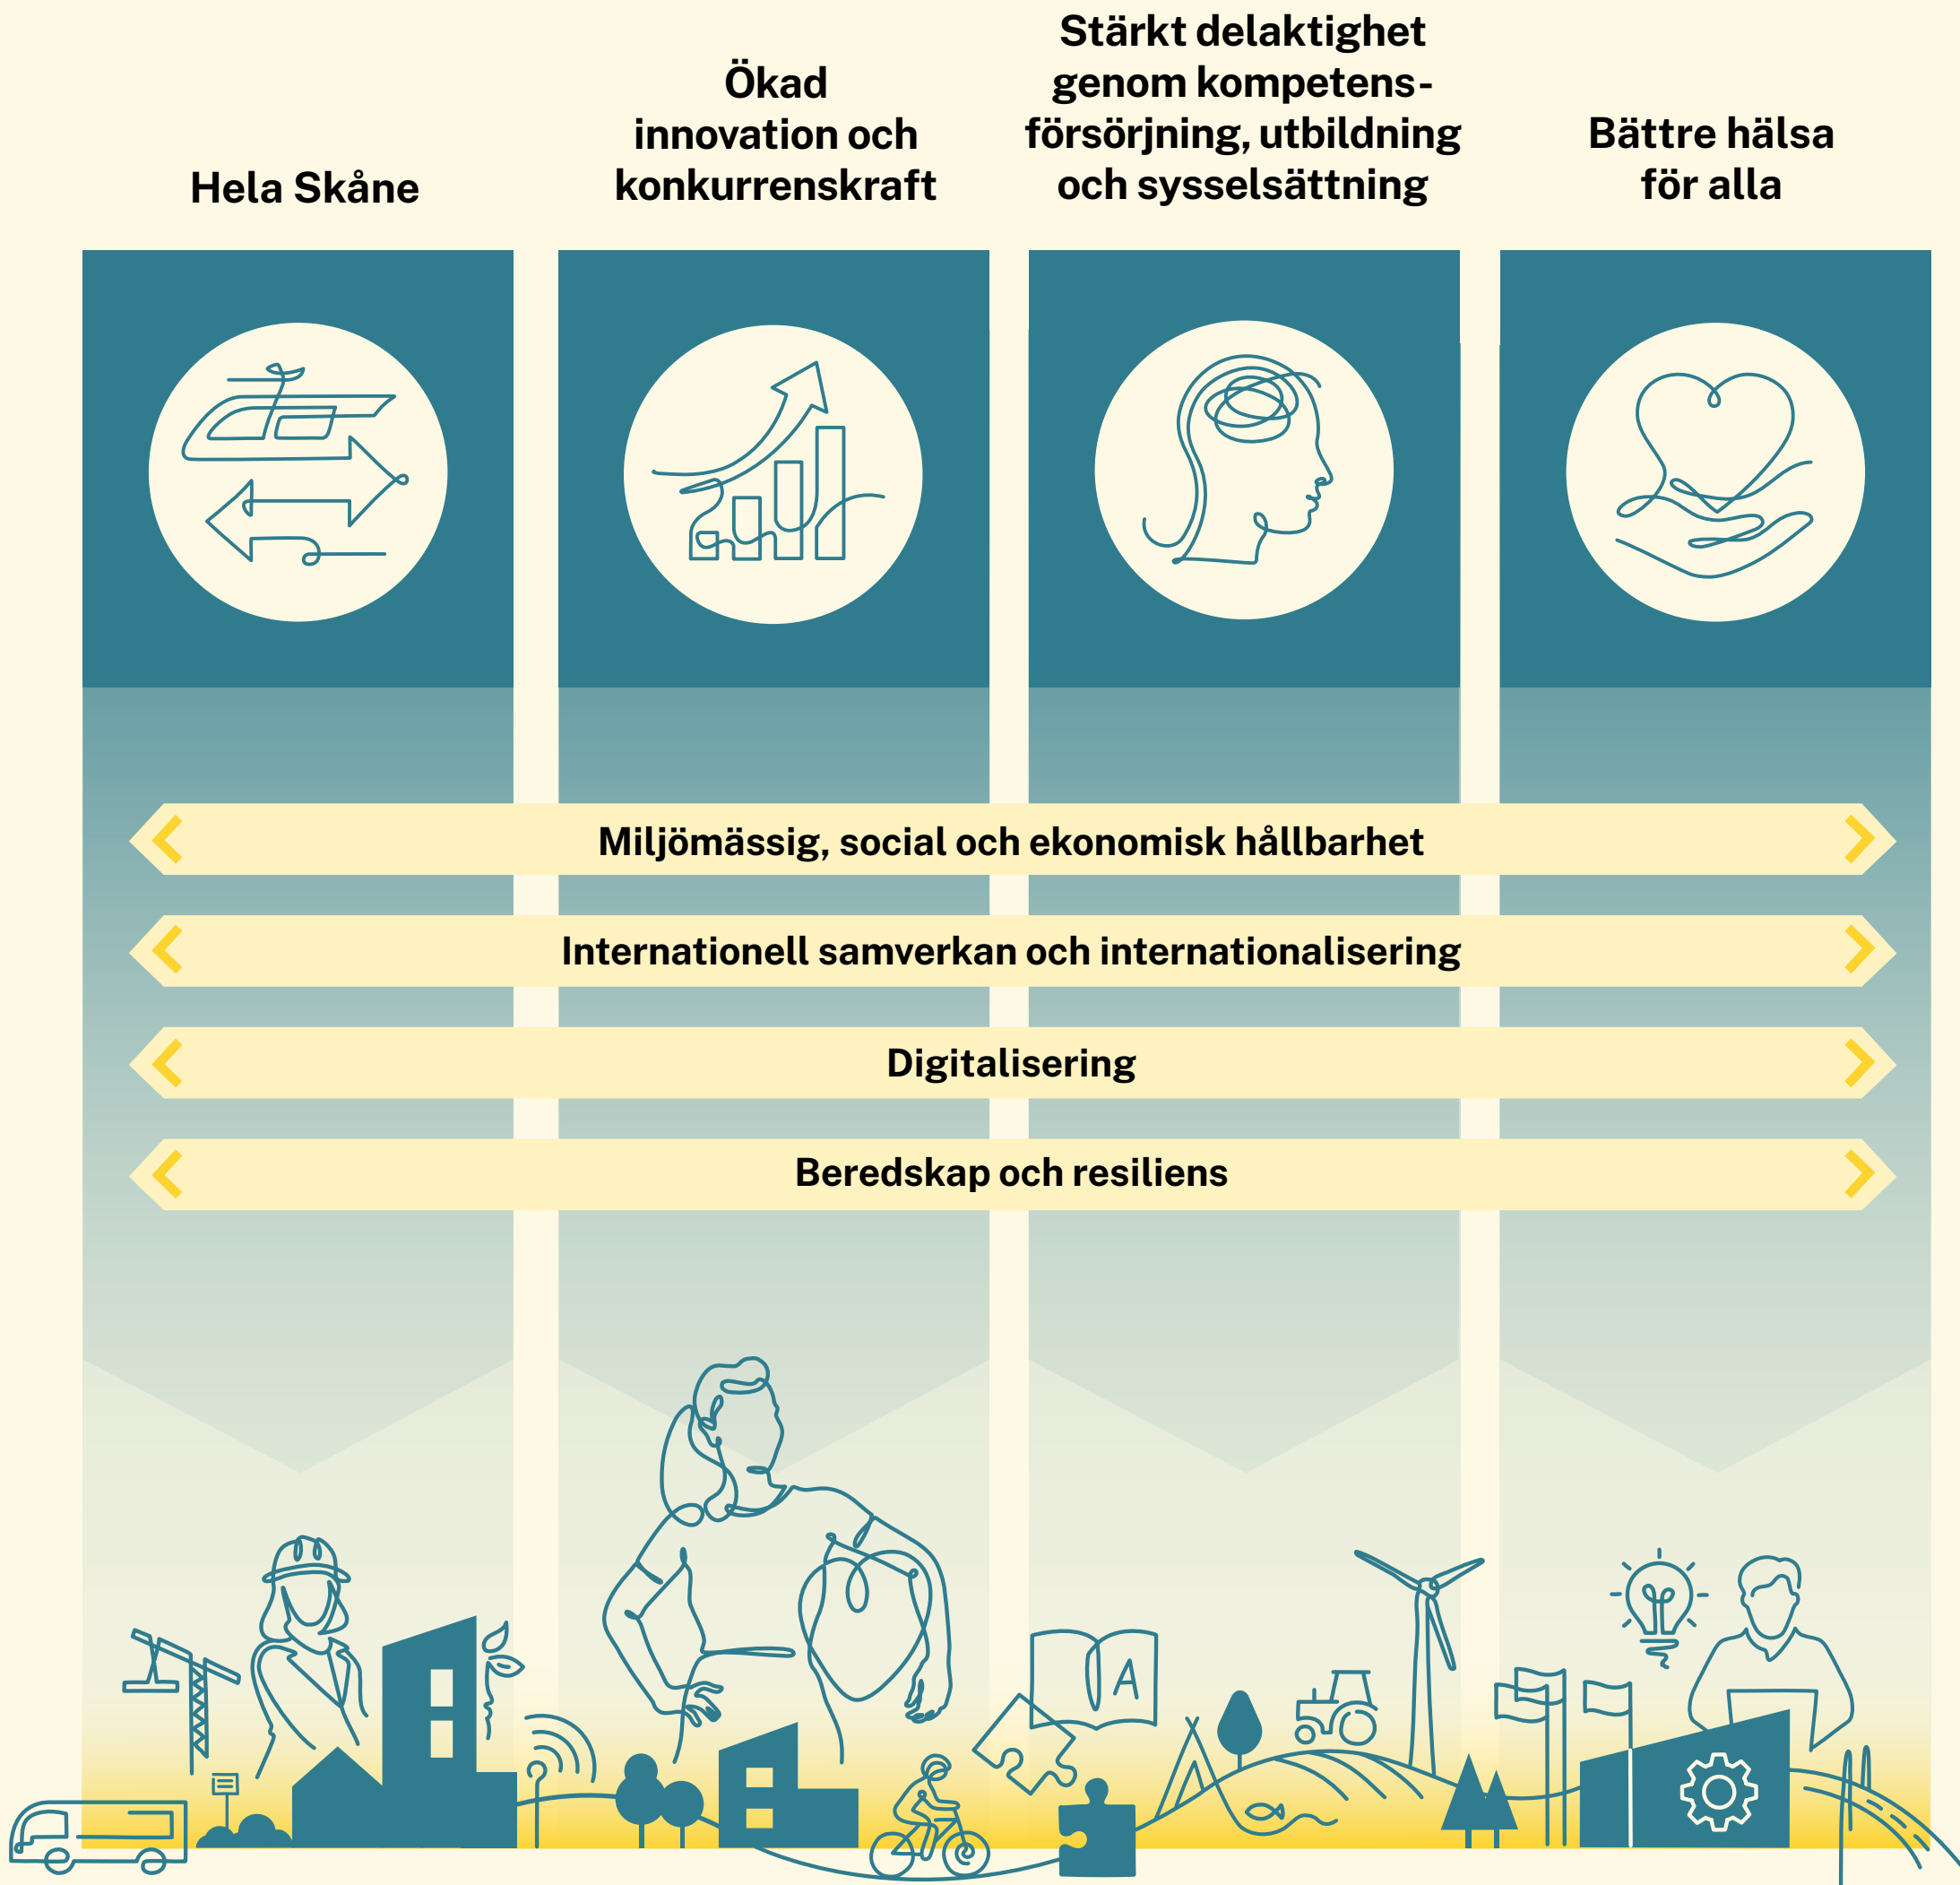 Hela Skåne
Ökad
innovation och
konkurrenskraft
Stärkt delaktighet
genom kompetens-
försörjning, utbildning
och sysselsättning
Bättre hälsa
för alla
Miljömässig, social och ekonomisk hållbarhet
Internationell samverkan och internationalisering
Digitalisering
Beredskap och resiliens
A